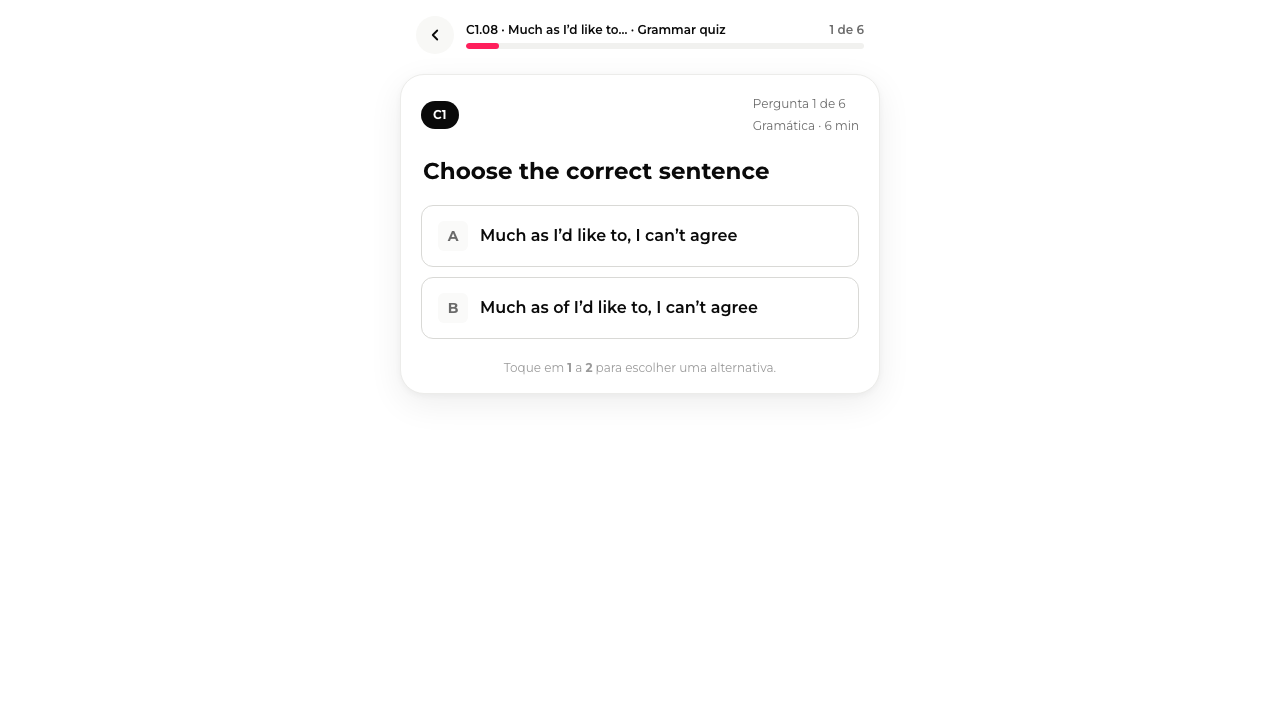 C1.08 · Much as I’d like to... · Grammar quiz
1 de 6
C1
Pergunta 1 de 6
Gramática · 6 min
Choose the correct sentence
A Much as I’d like to, I can’t agree
B Much as of I’d like to, I can’t agree
Toque em 1 a 2 para escolher uma alternativa.